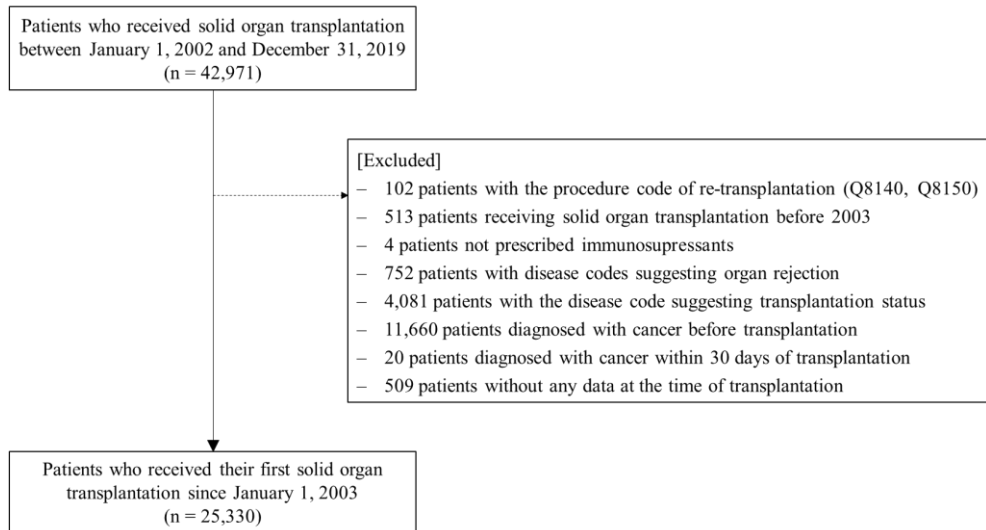 Patients who received solid organ transplantation
between January 1, 2002 and December 31, 2019
(n = 42,971)
[Excluded]
– 102 patients with the procedure code of re-transplantation (Q8140, Q8150)
– 513 patients receiving solid organ transplantation before 2003
– 4 patients not prescribed immunosupressants
– 752 patients with disease codes suggesting organ rejection
– 4,081 patients with the disease code suggesting transplantation status
– 11,660 patients diagnosed with cancer before transplantation
– 20 patients diagnosed with cancer within 30 days of transplantation
– 509 patients without any data at the time of transplantation
Patients who received their first solid organ
transplantation since January 1, 2003
(n = 25,330)